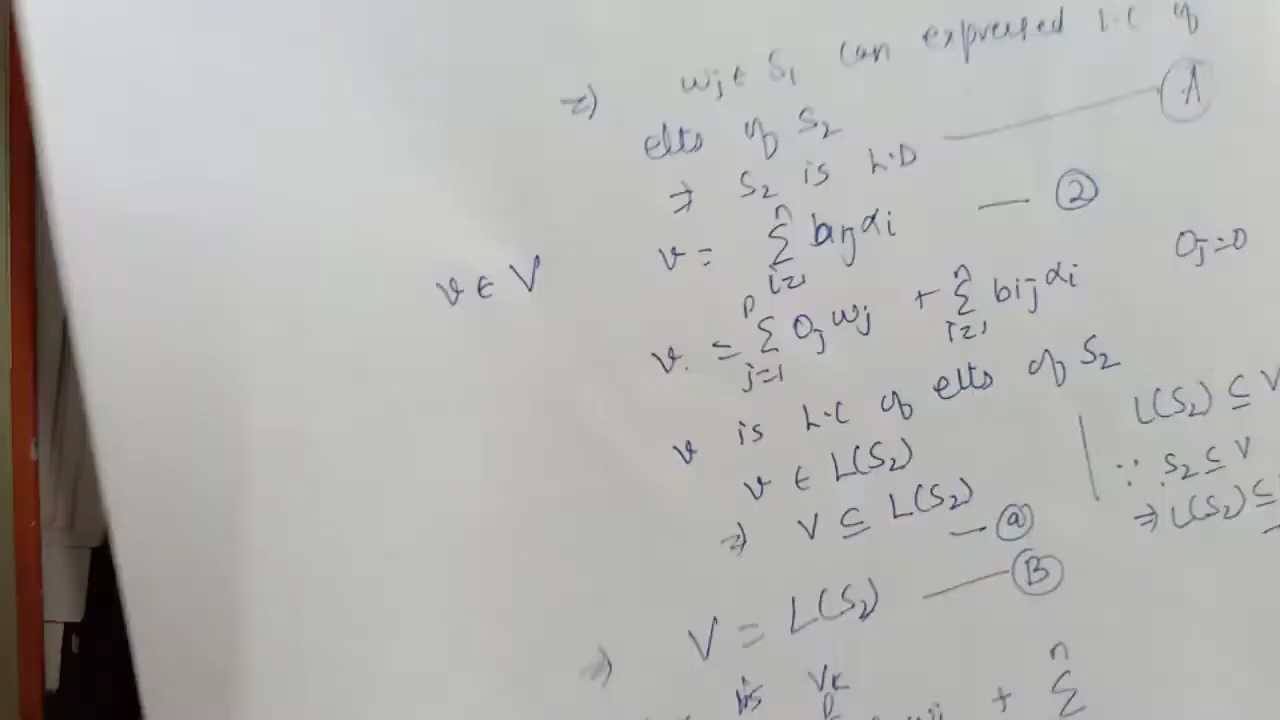 ⇒) wj ∈ S1 can expressed L.C of
elts of S2 — Ⓐ
⇒ S2 is L.D
v ∈ V v = n∑i=1 bij αi — ②
v. = p∑j=1 Oj wj + n∑i=1 bij αi Oj=0
v is L.C of elts of S2
v ∈ L(S2)
⇒) V ⊆ L(S2) — ⓐ
L(S2) ⊆ V
∵ S2 ⊆ V
⇒ L(S2) ⊆
⇒) V = L(S2) — Ⓑ
+ n∑